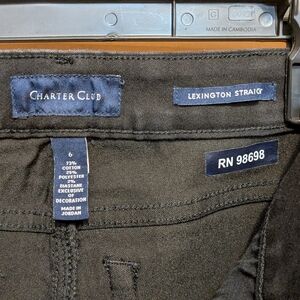 MADE IN CAMBODIA
CHARTER CLUB
LEXINGTON STRAIG
6
73%
COTTON
25%
POLYESTER
2%
ELASTANE
EXCLUSIVE
OF
DECORATION
MADE IN
JORDAN
RN 98698